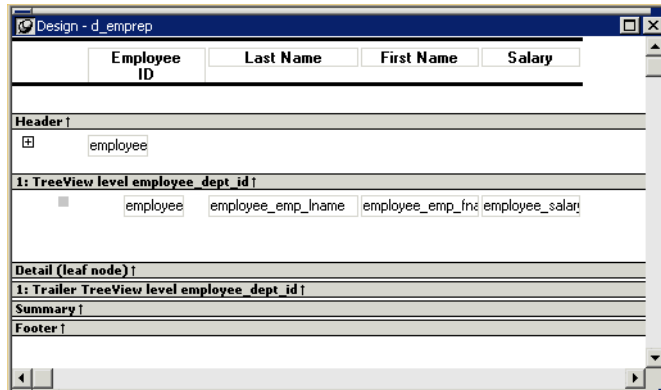 Design - d_emprep
Employee ID Last Name First Name Salary
Header ↑
employee
1: TreeView level employee_dept_id ↑
employee employee_emp_lname employee_emp_fna employee_salary
Detail (leaf node) ↑
1: Trailer TreeView level employee_dept_id ↑
Summary ↑
Footer ↑